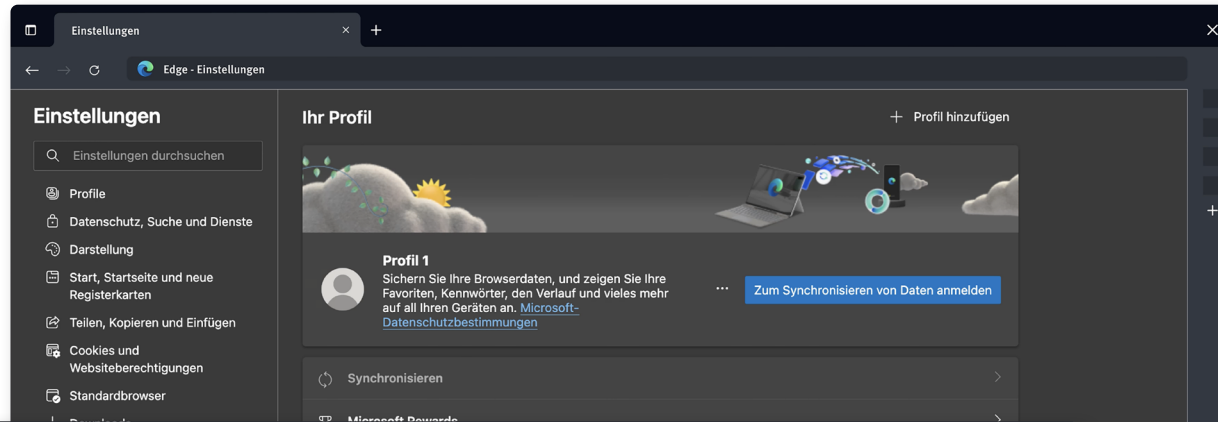 Einstellungen
Edge - Einstellungen
Einstellungen
Einstellungen durchsuchen
Profile
Datenschutz, Suche und Dienste
Darstellung
Start, Startseite und neue
Registerkarten
Teilen, Kopieren und Einfügen
Cookies und
Websiteberechtigungen
Standardbrowser
Downloads
Ihr Profil
Profil hinzufügen
Profil 1
Sichern Sie Ihre Browserdaten, und zeigen Sie Ihre
Favoriten, Kennwörter, den Verlauf und vieles mehr
auf all Ihren Geräten an. Microsoft-
Datenschutzbestimmungen
Zum Synchronisieren von Daten anmelden
Synchronisieren
Microsoft Rewards